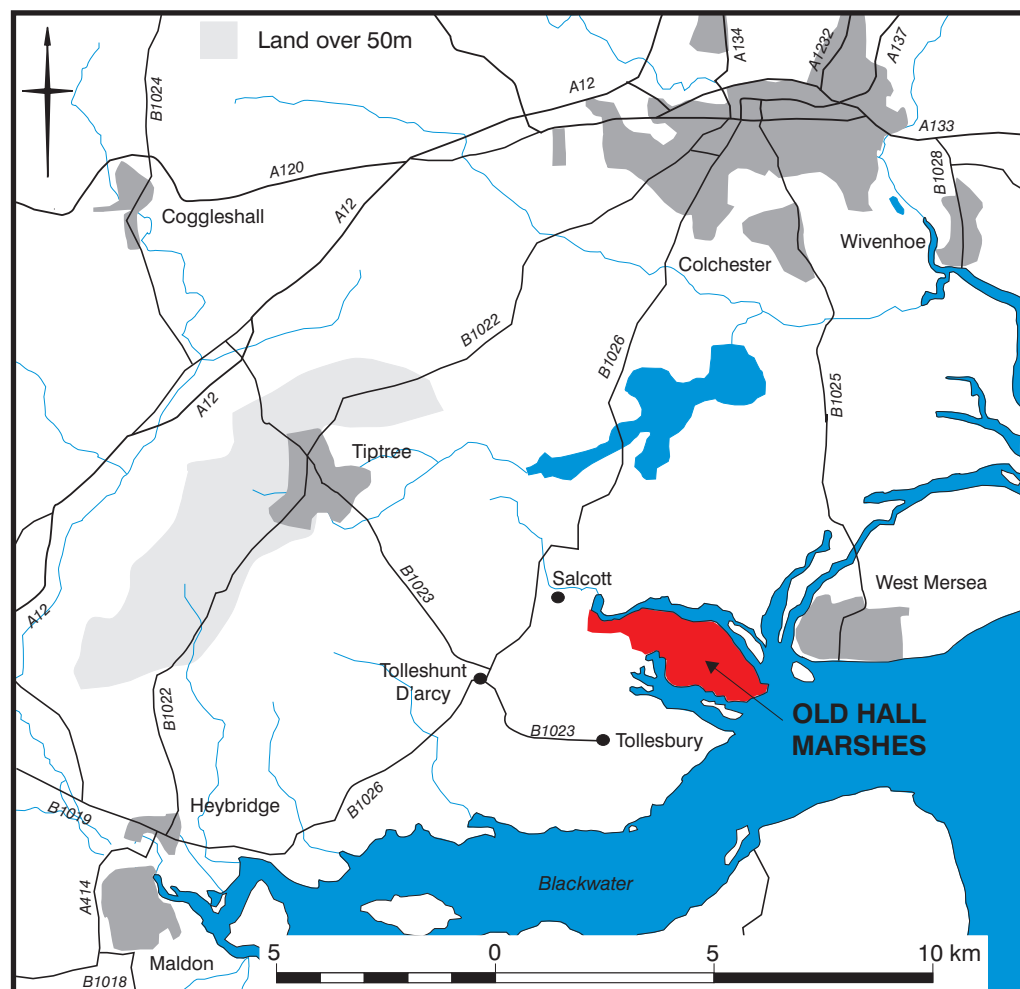 Land over 50m
B1024
A12
A134
A1232
A137
A133
B1028
A120
A12
Coggleshall
Wivenhoe
Colchester
B1022
B1026
B1025
A12
Tiptree
B1023
Salcott
West Mersea
A12
Tolleshunt
D'arcy
B1022
B1023
Tollesbury
OLD HALL
MARSHES
B1019
Heybridge
B1026
Blackwater
A414
Maldon
B1018
5 0 5 10 km